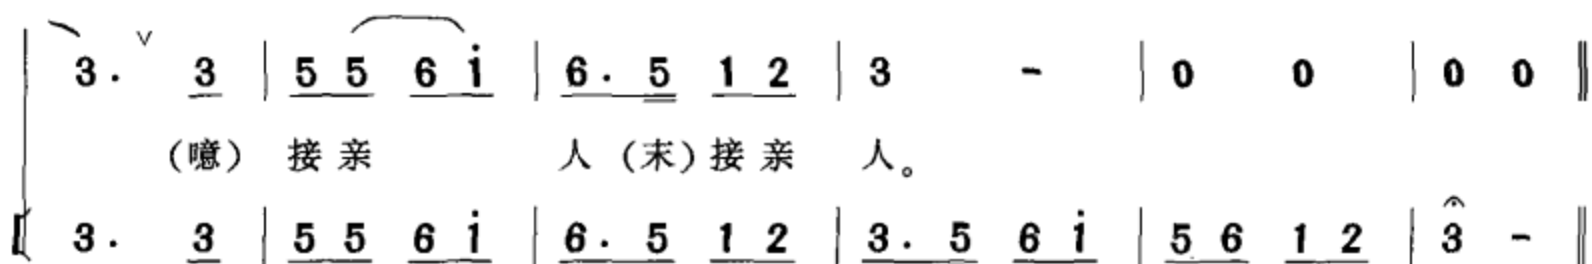 3. 3 | 5 5 6 i | 6. 5 1 2 | 3 - | 0 0 | 0 0 ‖
(噫) 接亲 人 (末) 接亲 人。
3. 3 | 5 5 6 i | 6. 5 1 2 | 3. 5 6 i | 5 6 1 2 | 3 - ‖